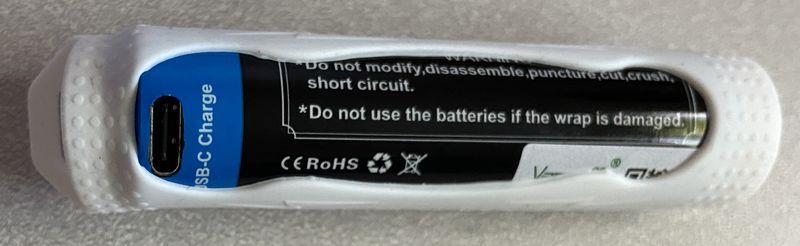 *Do not modify,disassemble,puncture,cut,crush,
short circuit.
*Do not use the batteries if the wrap is damaged.
CE RoHS
USB-C Charge